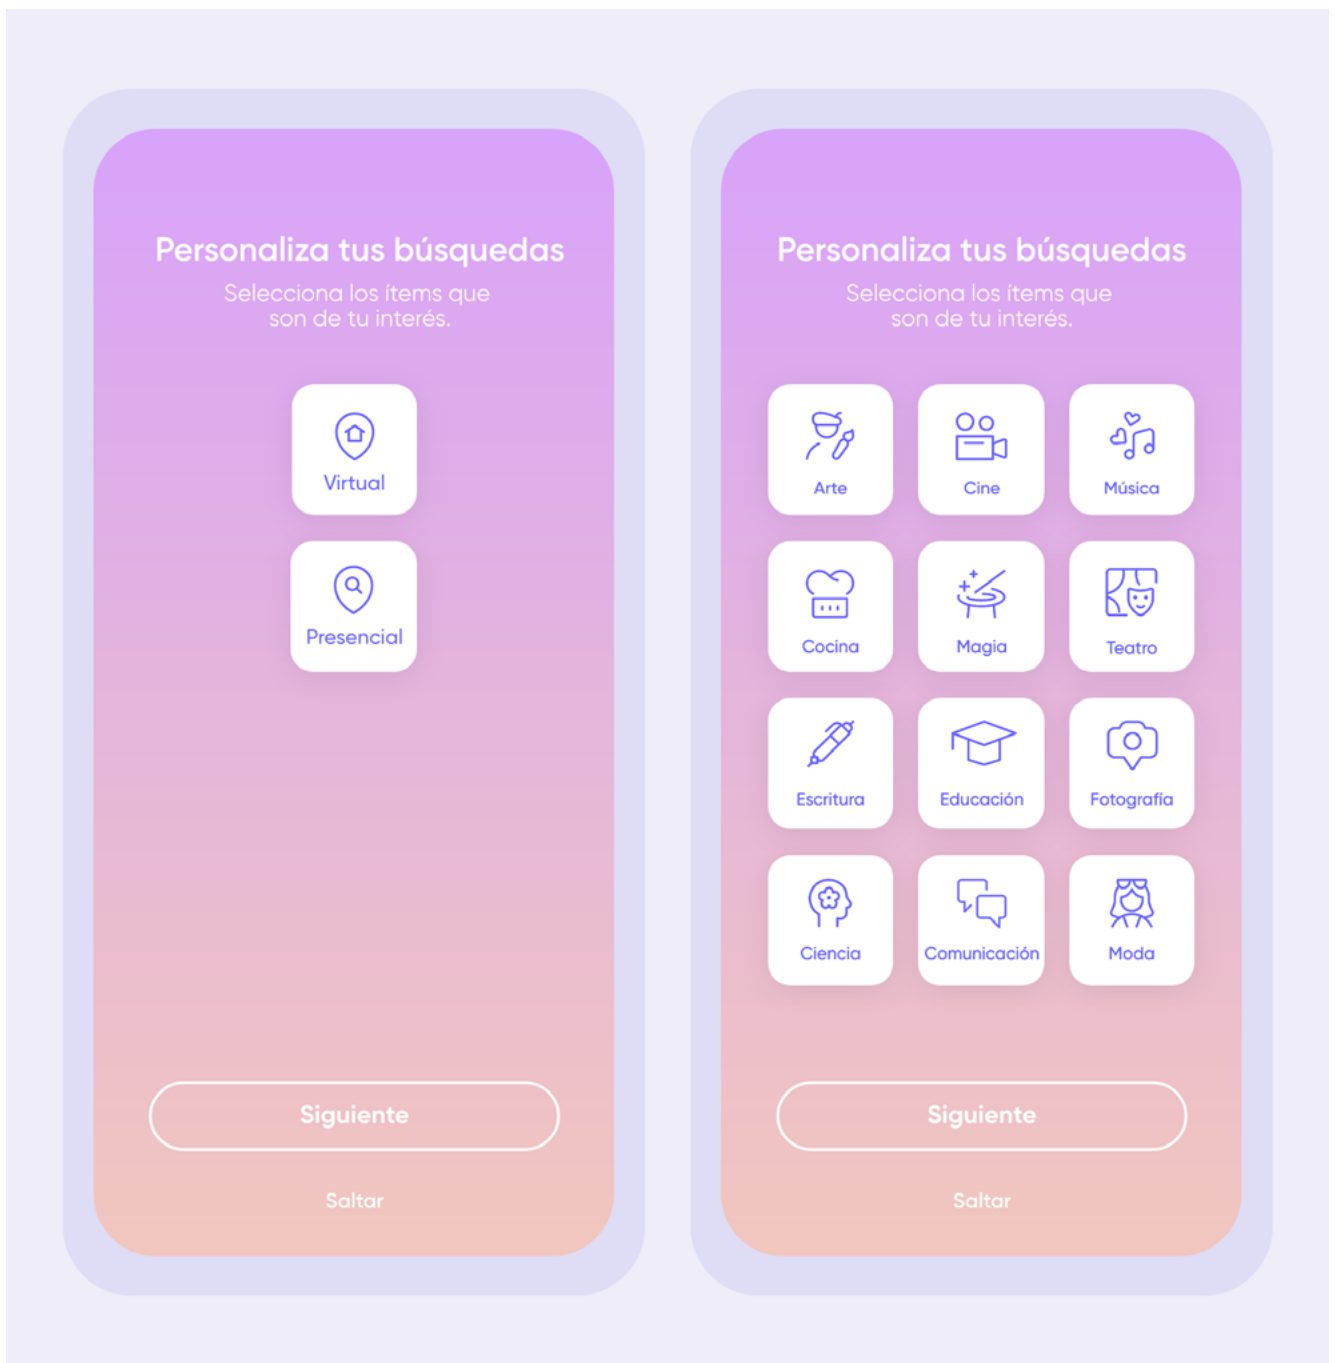 Personaliza tus búsquedas
Selecciona los ítems que
son de tu interés.
Virtual
Presencial
Siguiente
Saltar
Personaliza tus búsquedas
Selecciona los ítems que
son de tu interés.
Arte
Cine
Música
Cocina
Magia
Teatro
Escritura
Educación
Fotografía
Ciencia
Comunicación
Moda
Siguiente
Saltar